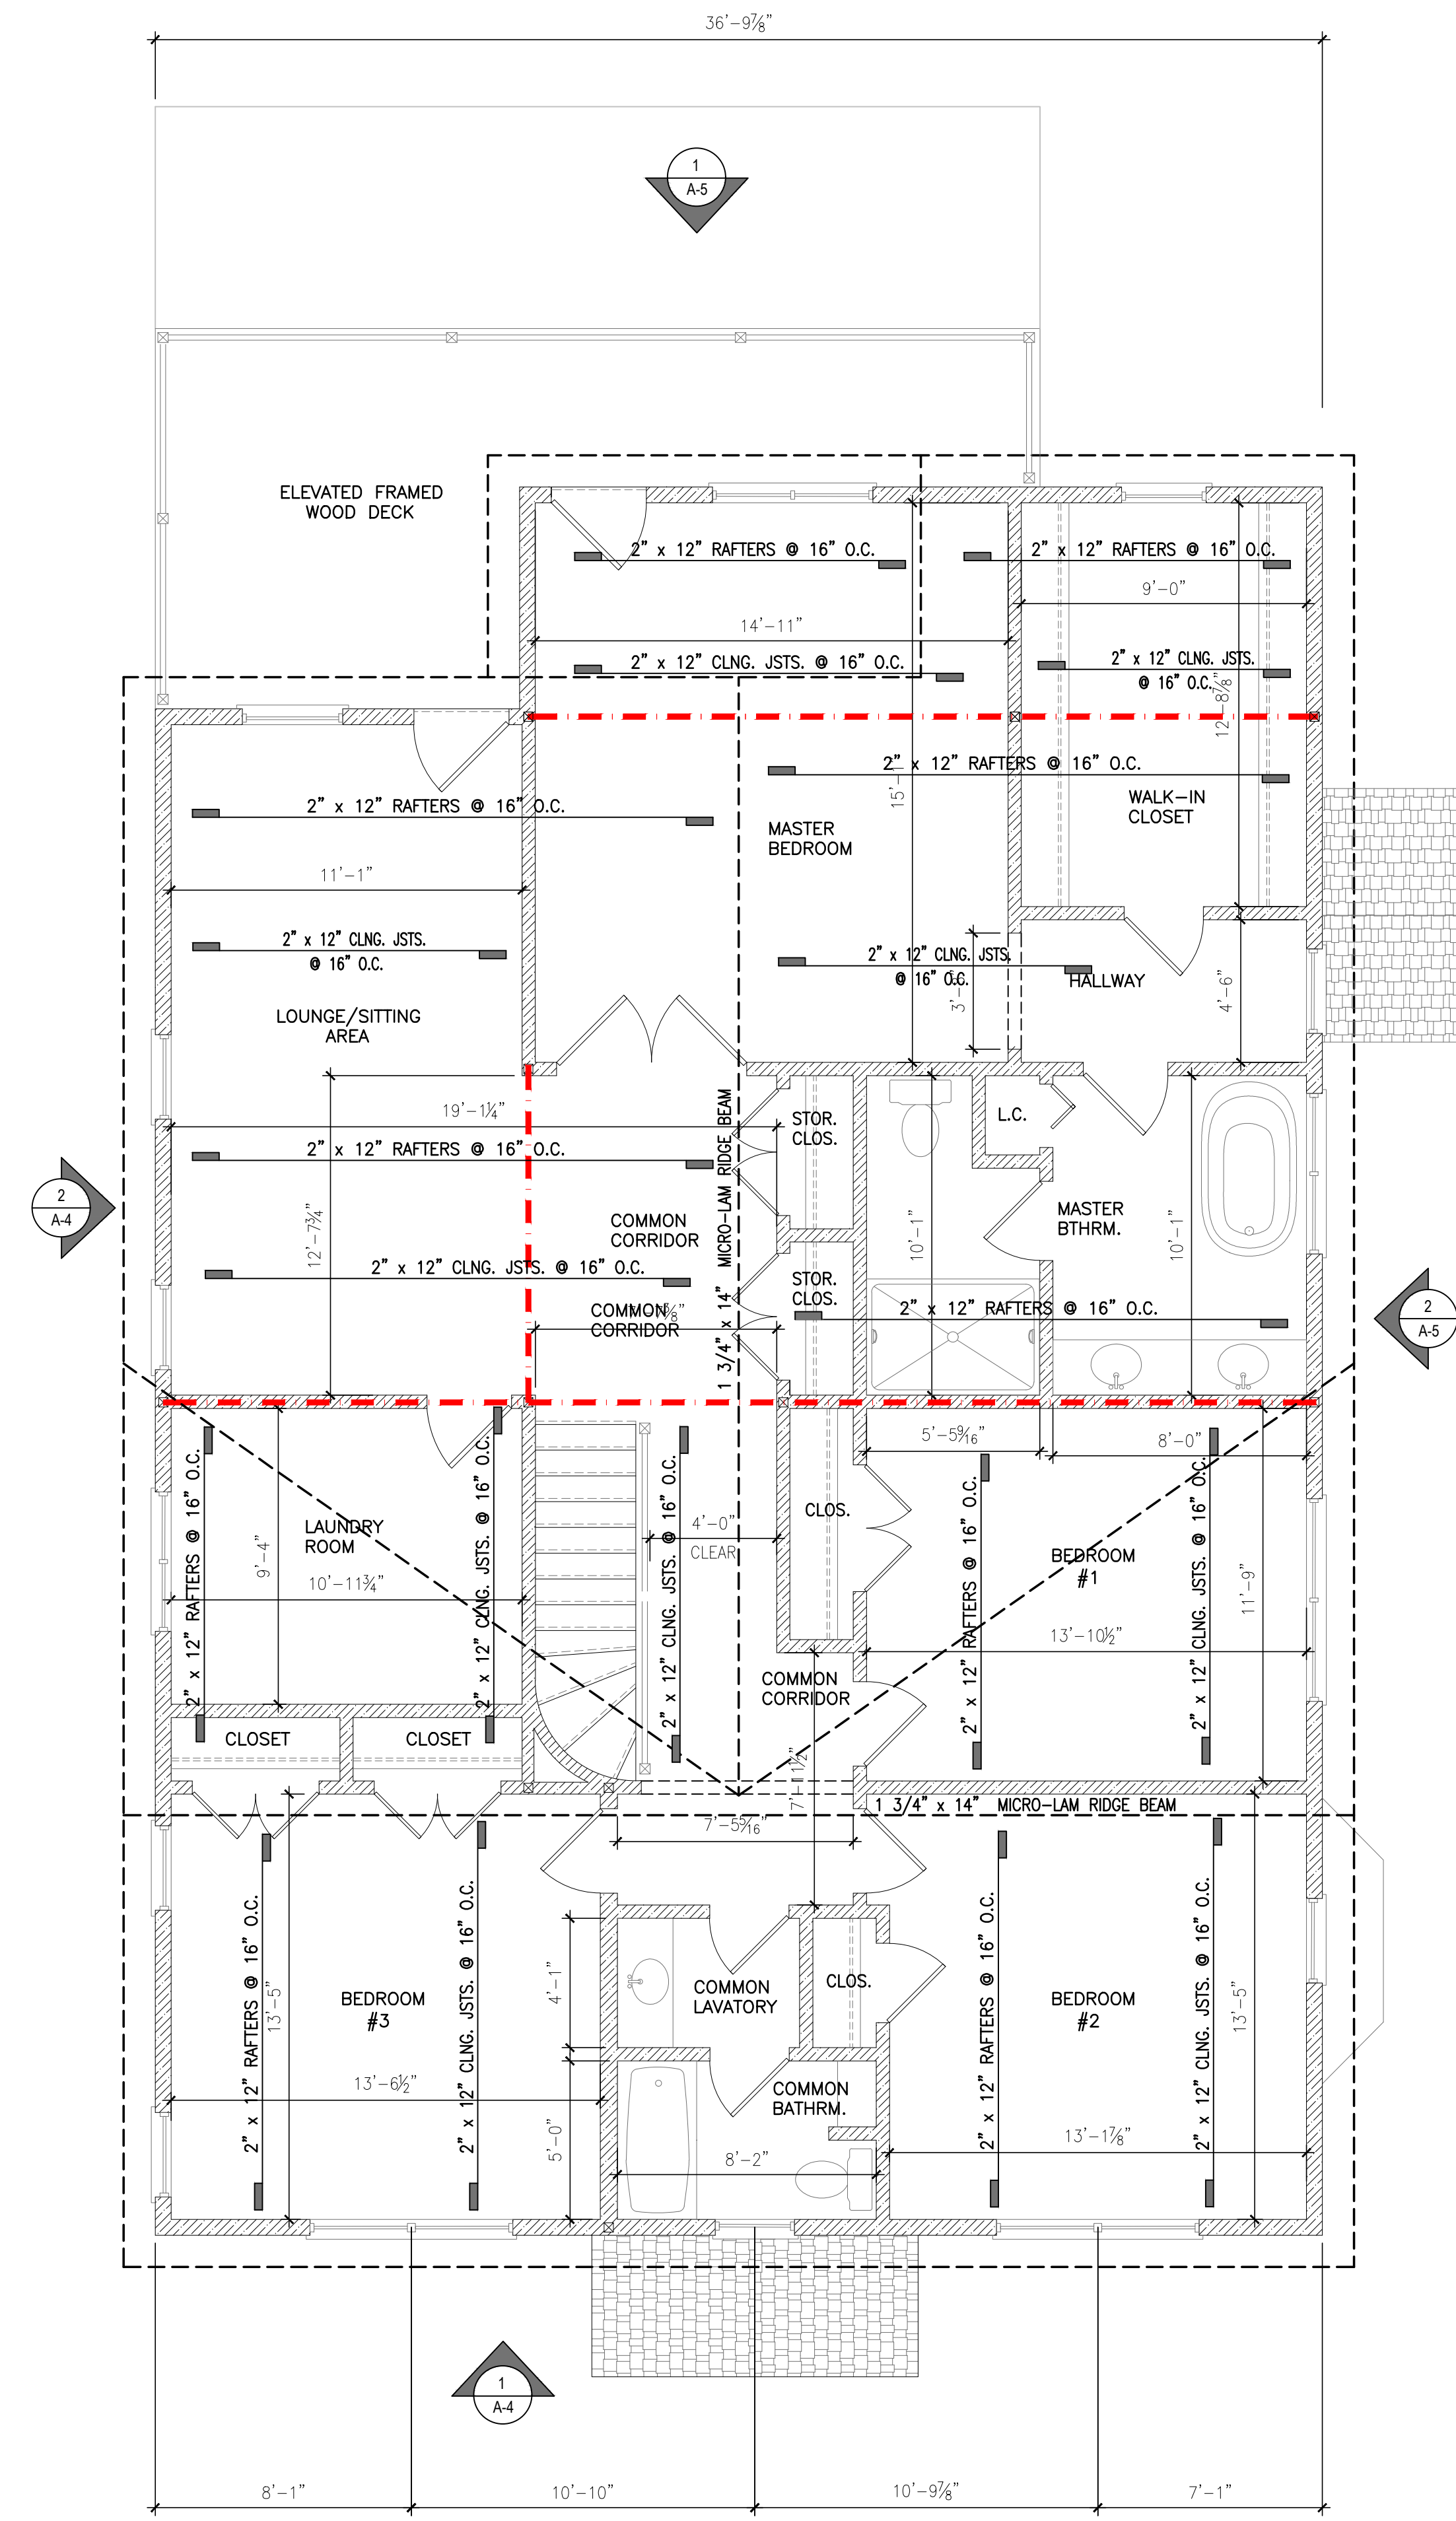 36'-9⅞"
1
A-5
ELEVATED FRAMED
WOOD DECK
2" x 12" RAFTERS @ 16" O.C.
2" x 12" RAFTERS @ 16" O.C.
9'-0"
14'-11"
2" x 12" CLNG. JSTS. @ 16" O.C.
2" x 12" CLNG. JSTS.
@ 16" O.C.
12'-8⅞"
2" x 12" RAFTERS @ 16" O.C.
2" x 12" RAFTERS @ 16" O.C.
WALK-IN
CLOSET
MASTER
BEDROOM
11'-1"
2" x 12" CLNG. JSTS.
@ 16" O.C.
2" x 12" CLNG. JSTS.
@ 16" O.C.
HALLWAY
4'-6"
LOUNGE/SITTING
AREA
19'-1¼"
STOR.
CLOS.
L.C.
2" x 12" RAFTERS @ 16" O.C.
1 3/4" x 14" MICRO-LAM RIDGE BEAM
2
A-4
COMMON
CORRIDOR
12'-7¾"
10'-1"
MASTER
BTHRM.
10'-1"
2" x 12" CLNG. JSTS. @ 16" O.C.
STOR.
CLOS.
COMMON
CORRIDOR
2" x 12" RAFTERS @ 16" O.C.
2
A-5
5'-5⁹⁄₁₆"
8'-0"
2" x 12" RAFTERS @ 16" O.C.
2" x 12" CLNG. JSTS. @ 16" O.C.
2" x 12" CLNG. JSTS. @ 16" O.C.
2" x 12" RAFTERS @ 16" O.C.
2" x 12" CLNG. JSTS. @ 16" O.C.
LAUNDRY
ROOM
9'-4"
10'-11¾"
4'-0"
CLEAR
CLOS.
BEDROOM
#1
11'-9"
13'-10½"
COMMON
CORRIDOR
CLOSET
CLOSET
7'-11½"
1 3/4" x 14" MICRO-LAM RIDGE BEAM
7'-5⁵⁄₁₆"
2" x 12" RAFTERS @ 16" O.C.
13'-5"
2" x 12" CLNG. JSTS. @ 16" O.C.
4'-1"
COMMON
LAVATORY
CLOS.
2" x 12" RAFTERS @ 16" O.C.
2" x 12" CLNG. JSTS. @ 16" O.C.
13'-5"
BEDROOM
#3
BEDROOM
#2
13'-6½"
5'-0"
COMMON
BATHRM.
8'-2"
13'-1⅞"
1
A-4
8'-1"
10'-10"
10'-9⅞"
7'-1"